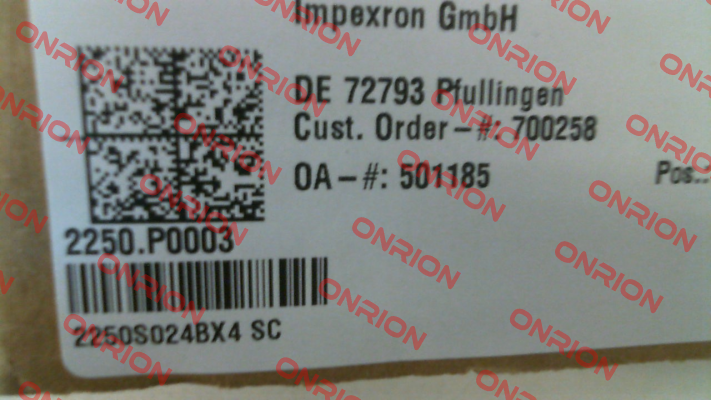 Impexron GmbH
DE 72793 Pfullingen
Cust. Order-#: 700258
OA-#: 501185
Pos.:
2250.P0003
2250S024BX4 SC
ONRION